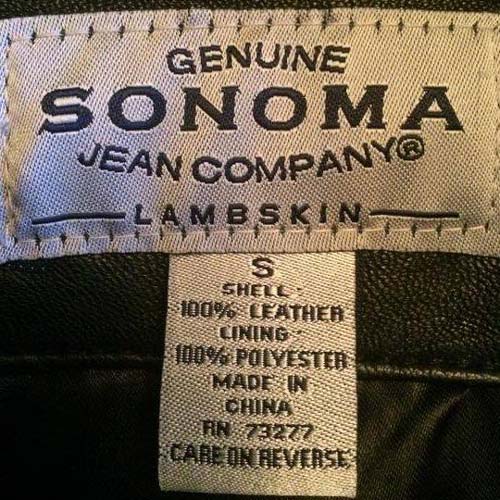 GENUINE
SONOMA
JEAN COMPANY®
LAMBSKIN
S
SHELL-
100% LEATHER
LINING-
100% POLYESTER
MADE IN
CHINA
RN 73277
CARE ON REVERSE